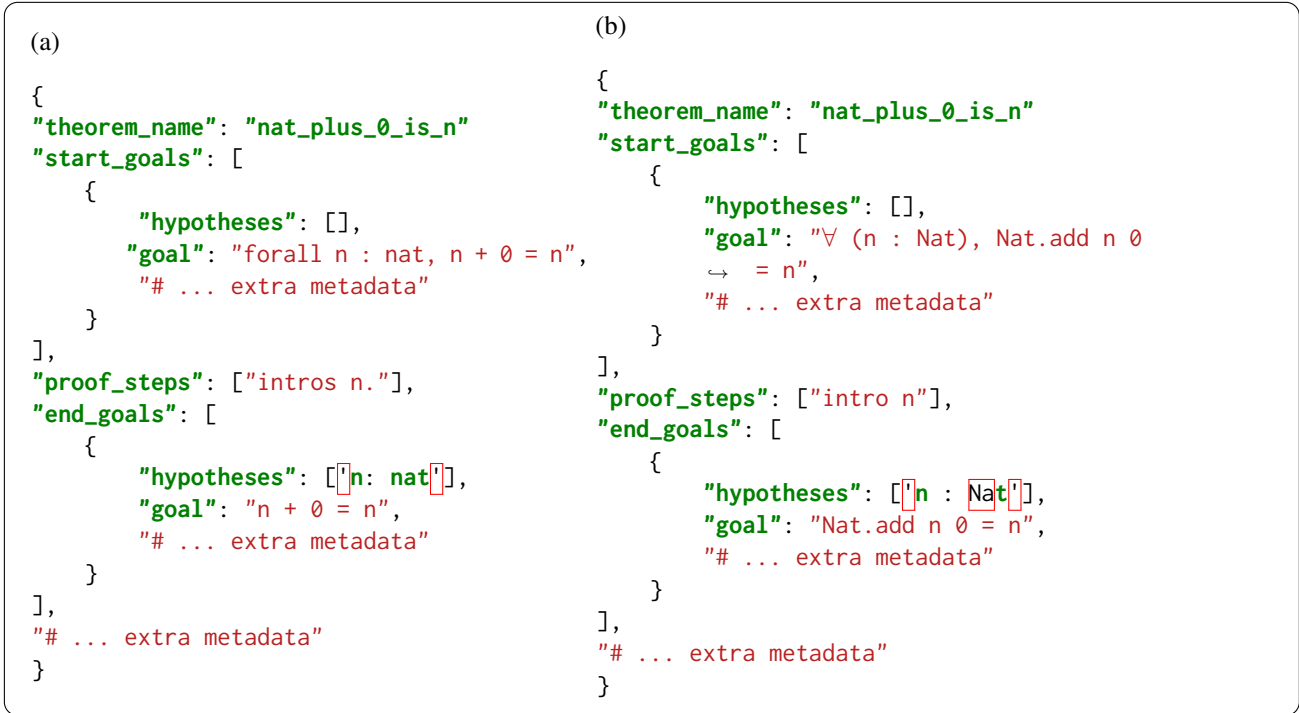 (a)
{
"theorem_name": "nat_plus_0_is_n"
"start_goals": [
    {
        "hypotheses": [],
        "goal": "forall n : nat, n + 0 = n",
        "# ... extra metadata"
    }
],
"proof_steps": ["intros n."],
"end_goals": [
    {
        "hypotheses": ['n: nat'],
        "goal": "n + 0 = n",
        "# ... extra metadata"
    }
],
"# ... extra metadata"
}
(b)
{
"theorem_name": "nat_plus_0_is_n"
"start_goals": [
    {
        "hypotheses": [],
        "goal": "∀ (n : Nat), Nat.add n 0
        ↪  = n",
        "# ... extra metadata"
    }
],
"proof_steps": ["intro n"],
"end_goals": [
    {
        "hypotheses": ['n : Nat'],
        "goal": "Nat.add n 0 = n",
        "# ... extra metadata"
    }
],
"# ... extra metadata"
}